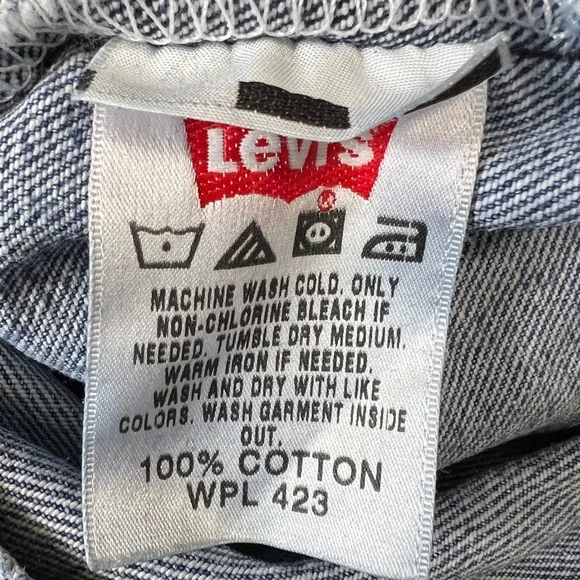 Levi's
MACHINE WASH COLD. ONLY
NON-CHLORINE BLEACH IF
NEEDED. TUMBLE DRY MEDIUM.
WARM IRON IF NEEDED.
WASH AND DRY WITH LIKE
COLORS. WASH GARMENT INSIDE
OUT.
100% COTTON
WPL 423